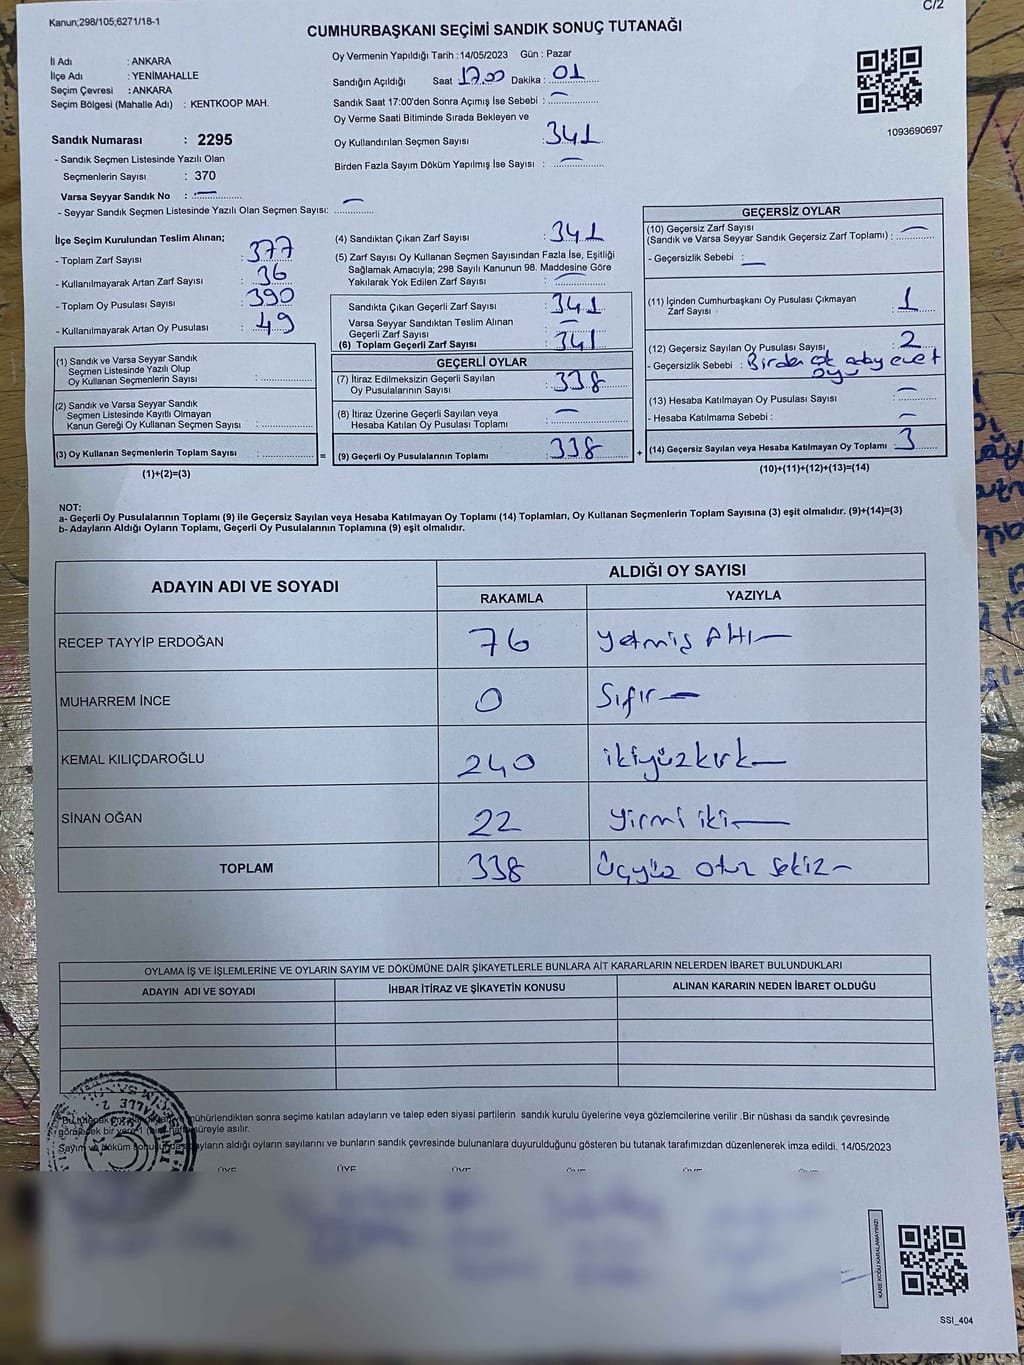 Kanun;298/105;6271/18-1
C/2
CUMHURBAŞKANI SEÇİMİ SANDIK SONUÇ TUTANAĞI
İl Adı : ANKARA
İlçe Adı : YENİMAHALLE
Seçim Çevresi : ANKARA
Seçim Bölgesi (Mahalle Adı) : KENTKOOP MAH.
Sandık Numarası : 2295
- Sandık Seçmen Listesinde Yazılı Olan
Seçmenlerin Sayısı : 370
Varsa Seyyar Sandık No : —
- Seyyar Sandık Seçmen Listesinde Yazılı Olan Seçmen Sayısı: —
Oy Vermenin Yapıldığı Tarih :14/05/2023 Gün : Pazar
Sandığın Açıldığı Saat 17.00 Dakika : 01
Sandık Saat 17:00'den Sonra Açımış İse Sebebi : —
Oy Verme Saati Bitiminde Sırada Bekleyen ve
Oy Kullandırılan Seçmen Sayısı : 341
Birden Fazla Sayım Döküm Yapılmış İse Sayısı : —
1093690697
İlçe Seçim Kurulundan Teslim Alınan;
- Toplam Zarf Sayısı : 377
- Kullanılmayarak Artan Zarf Sayısı : 36
- Toplam Oy Pusulası Sayısı : 390
- Kullanılmayarak Artan Oy Pusulası : 49
(1) Sandık ve Varsa Seyyar Sandık
Seçmen Listesinde Yazılı Olup
Oy Kullanan Seçmenlerin Sayısı :
(2) Sandık ve Varsa Seyyar Sandık
Seçmen Listesinde Kayıtlı Olmayan
Kanun Gereği Oy Kullanan Seçmen Sayısı :
(3) Oy Kullanan Seçmenlerin Toplam Sayısı : =
(1)+(2)=(3)
(4) Sandıktan Çıkan Zarf Sayısı : 341
(5) Zarf Sayısı Oy Kullanan Seçmen Sayısından Fazla İse, Eşitliği
Sağlamak Amacıyla; 298 Sayılı Kanunun 98. Maddesine Göre
Yakılarak Yok Edilen Zarf Sayısı : —
Sandıkta Çıkan Geçerli Zarf Sayısı : 341
Varsa Seyyar Sandıktan Teslim Alınan
Geçerli Zarf Sayısı : —
(6) Toplam Geçerli Zarf Sayısı : 341
GEÇERLİ OYLAR
(7) İtiraz Edilmeksizin Geçerli Sayılan
Oy Pusulalarının Sayısı : 338
(8) İtiraz Üzerine Geçerli Sayılan veya
Hesaba Katılan Oy Pusulası Toplamı : —
(9) Geçerli Oy Pusulalarının Toplamı : 338 +
GEÇERSİZ OYLAR
(10) Geçersiz Zarf Sayısı
(Sandık ve Varsa Seyyar Sandık Geçersiz Zarf Toplamı) : —
- Geçersizlik Sebebi : —
(11) İçinden Cumhurbaşkanı Oy Pusulası Çıkmayan
Zarf Sayısı : 1
(12) Geçersiz Sayılan Oy Pusulası Sayısı : 2
- Geçersizlik Sebebi : aday evet
oyu
(13) Hesaba Katılmayan Oy Pusulası Sayısı : —
- Hesaba Katılmama Sebebi : —
(14) Geçersiz Sayılan veya Hesaba Katılmayan Oy Toplamı : 3
(10)+(11)+(12)+(13)=(14)
NOT:
a- Geçerli Oy Pusulalarının Toplamı (9) ile Geçersiz Sayılan veya Hesaba Katılmayan Oy Toplamı (14) Toplamları, Oy Kullanan Seçmenlerin Toplam Sayısına (3) eşit olmalıdır. (9)+(14)=(3)
b- Adayların Aldığı Oyların Toplamı, Geçerli Oy Pusulalarının Toplamına (9) eşit olmalıdır.
ADAYIN ADI VE SOYADI ALDIĞI OY SAYISI
RAKAMLA YAZIYLA
RECEP TAYYİP ERDOĞAN 76 Yetmiş Altı
MUHARREM İNCE 0 Sıfır
KEMAL KILIÇDAROĞLU 240 ikiyüzkırk
SİNAN OĞAN 22 yirmi iki
TOPLAM 338 Üçyüz otuz sekiz
OYLAMA İŞ VE İŞLEMLERİNE VE OYLARIN SAYIM VE DÖKÜMÜNE DAİR ŞİKAYETLERLE BUNLARA AİT KARARLARIN NELERDEN İBARET BULUNDUKLARI
ADAYIN ADI VE SOYADI İHBAR İTİRAZ VE ŞİKAYETİN KONUSU ALINAN KARARIN NEDEN İBARET OLDUĞU
Bu mühürlendikten sonra seçime katılan adayların ve talep eden siyasi partilerin sandık kurulu üyelerine veya gözlemcilerine verilir .Bir nüshası da sandık çevresinde
bir yere süreyle asılır.
Sayım ve döküm adayların aldığı oyların sayılarını ve bunların sandık çevresinde bulunanlara duyurulduğunu gösteren bu tutanak tarafımızdan düzenlenerek imza edildi. 14/05/2023
ÜYE ÜYE ÜYE ÜYE ÜYE ÜYE
KARE KODU KARALAMAYINIZ!
SSI_404